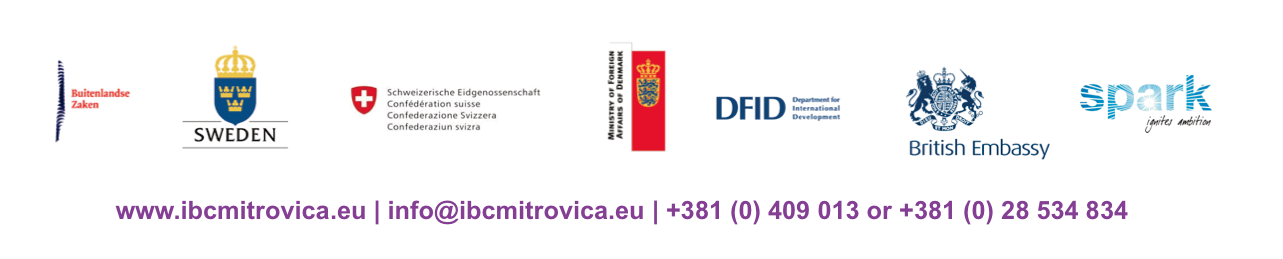 Buitenlandse
Zaken
SWEDEN
Schweizerische Eidgenossenschaft
Confédération suisse
Confederazione Svizzera
Confederaziun svizra
MINISTRY OF FOREIGN
AFFAIRS OF DENMARK
DFID
Department for
International
Development
British Embassy
spark
ignites ambition
www.ibcmitrovica.eu | info@ibcmitrovica.eu | +381 (0) 409 013 or +381 (0) 28 534 834